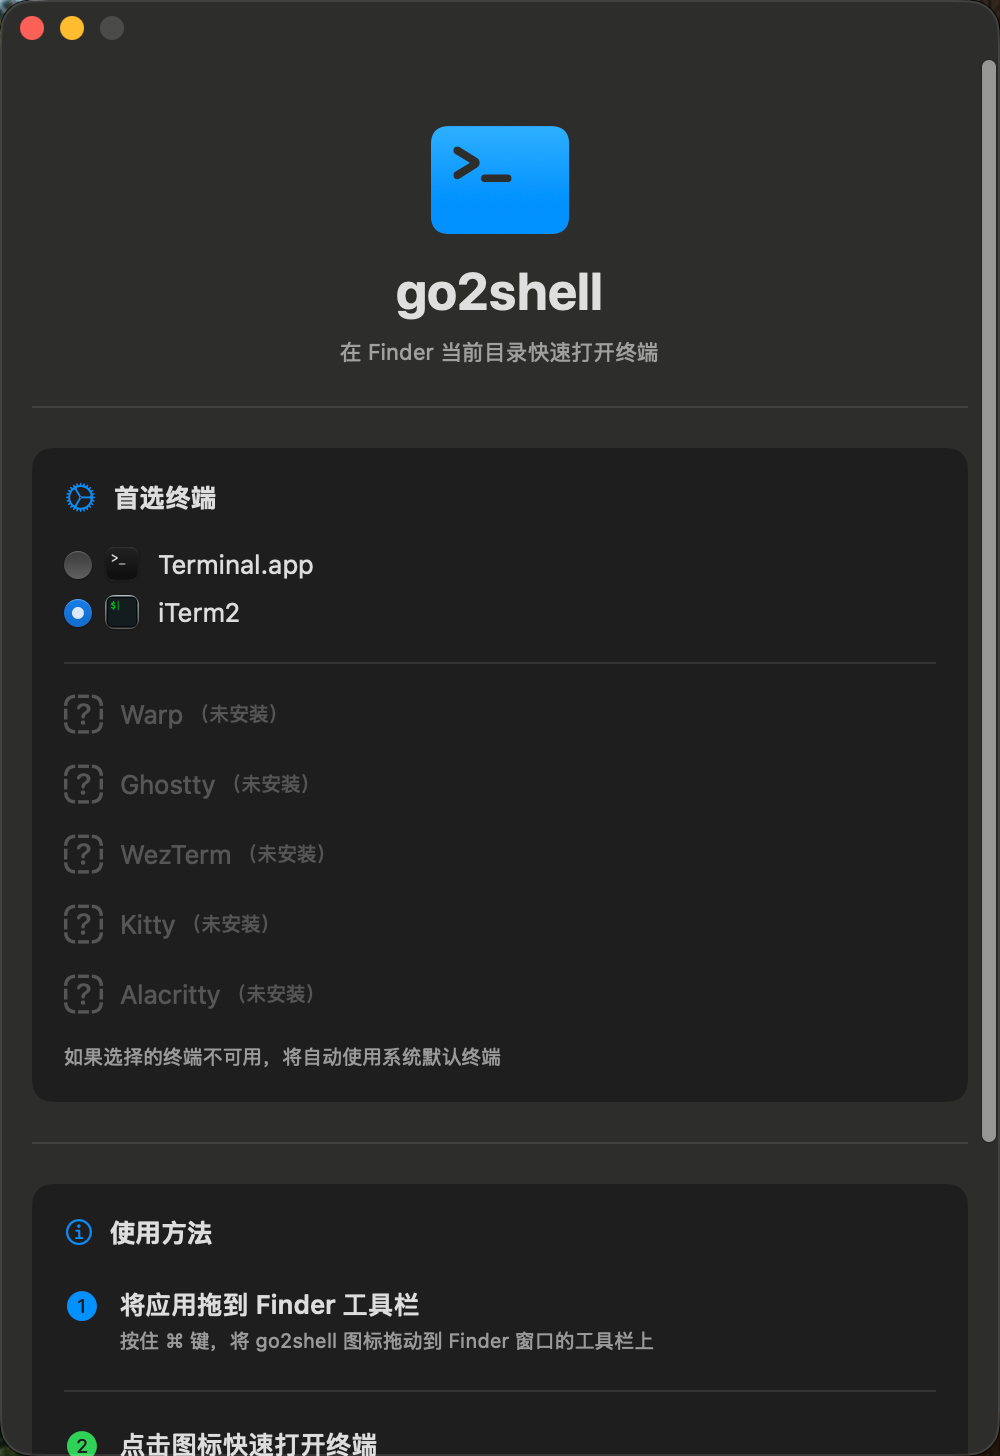 >_
go2shell
在 Finder 当前目录快速打开终端
首选终端
>_ Terminal.app
$ iTerm2
? Warp（未安装）
? Ghostty（未安装）
? WezTerm（未安装）
? Kitty（未安装）
? Alacritty（未安装）
如果选择的终端不可用，将自动使用系统默认终端
使用方法
1 将应用拖到 Finder 工具栏
按住 ⌘ 键，将 go2shell 图标拖动到 Finder 窗口的工具栏上
2 点击图标快速打开终端